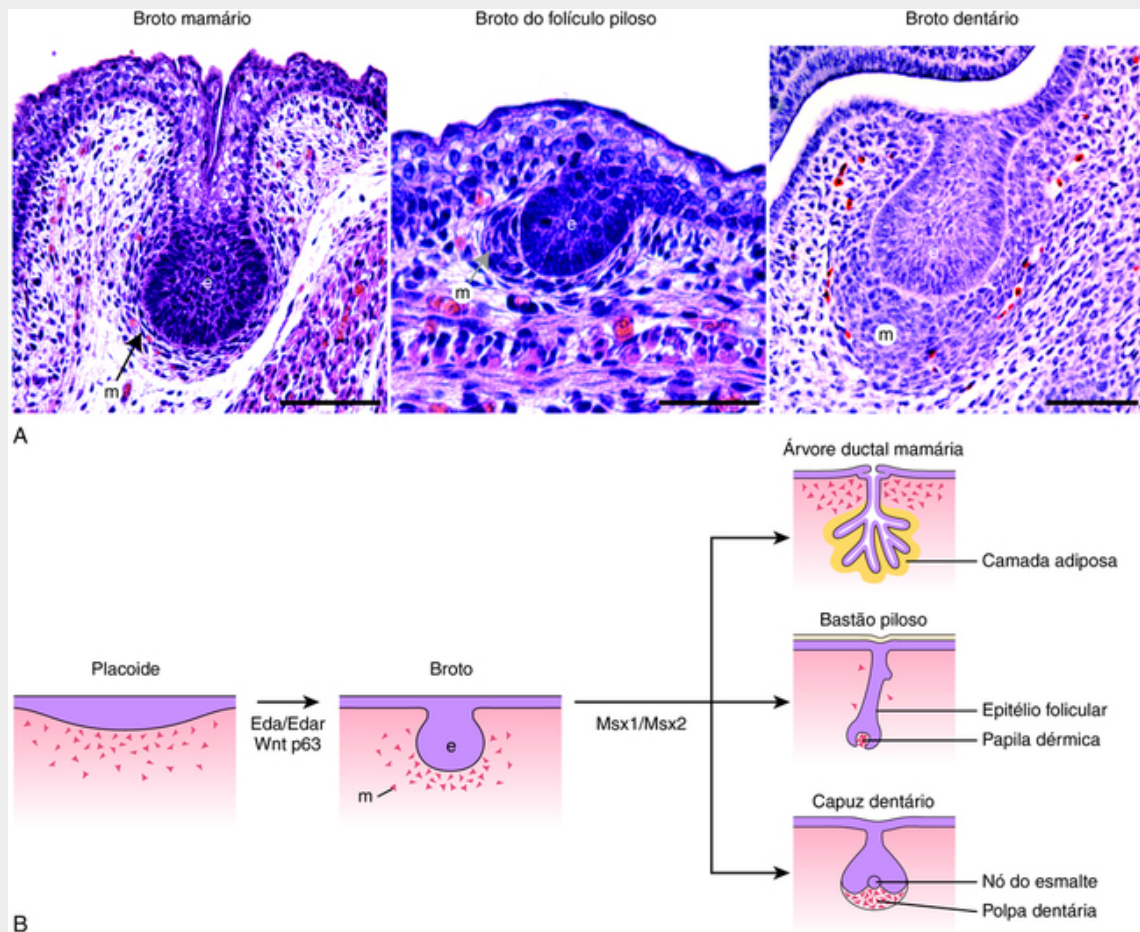 Broto mamário
Broto do folículo piloso
Broto dentário
e
m
e
m
e
m
A
Árvore ductal mamária
Camada adiposa
Placoide
Eda/Edar
Wnt p63
Broto
e
m
Msx1/Msx2
Bastão piloso
Epitélio folicular
Papila dérmica
Capuz dentário
Nó do esmalte
Polpa dentária
B